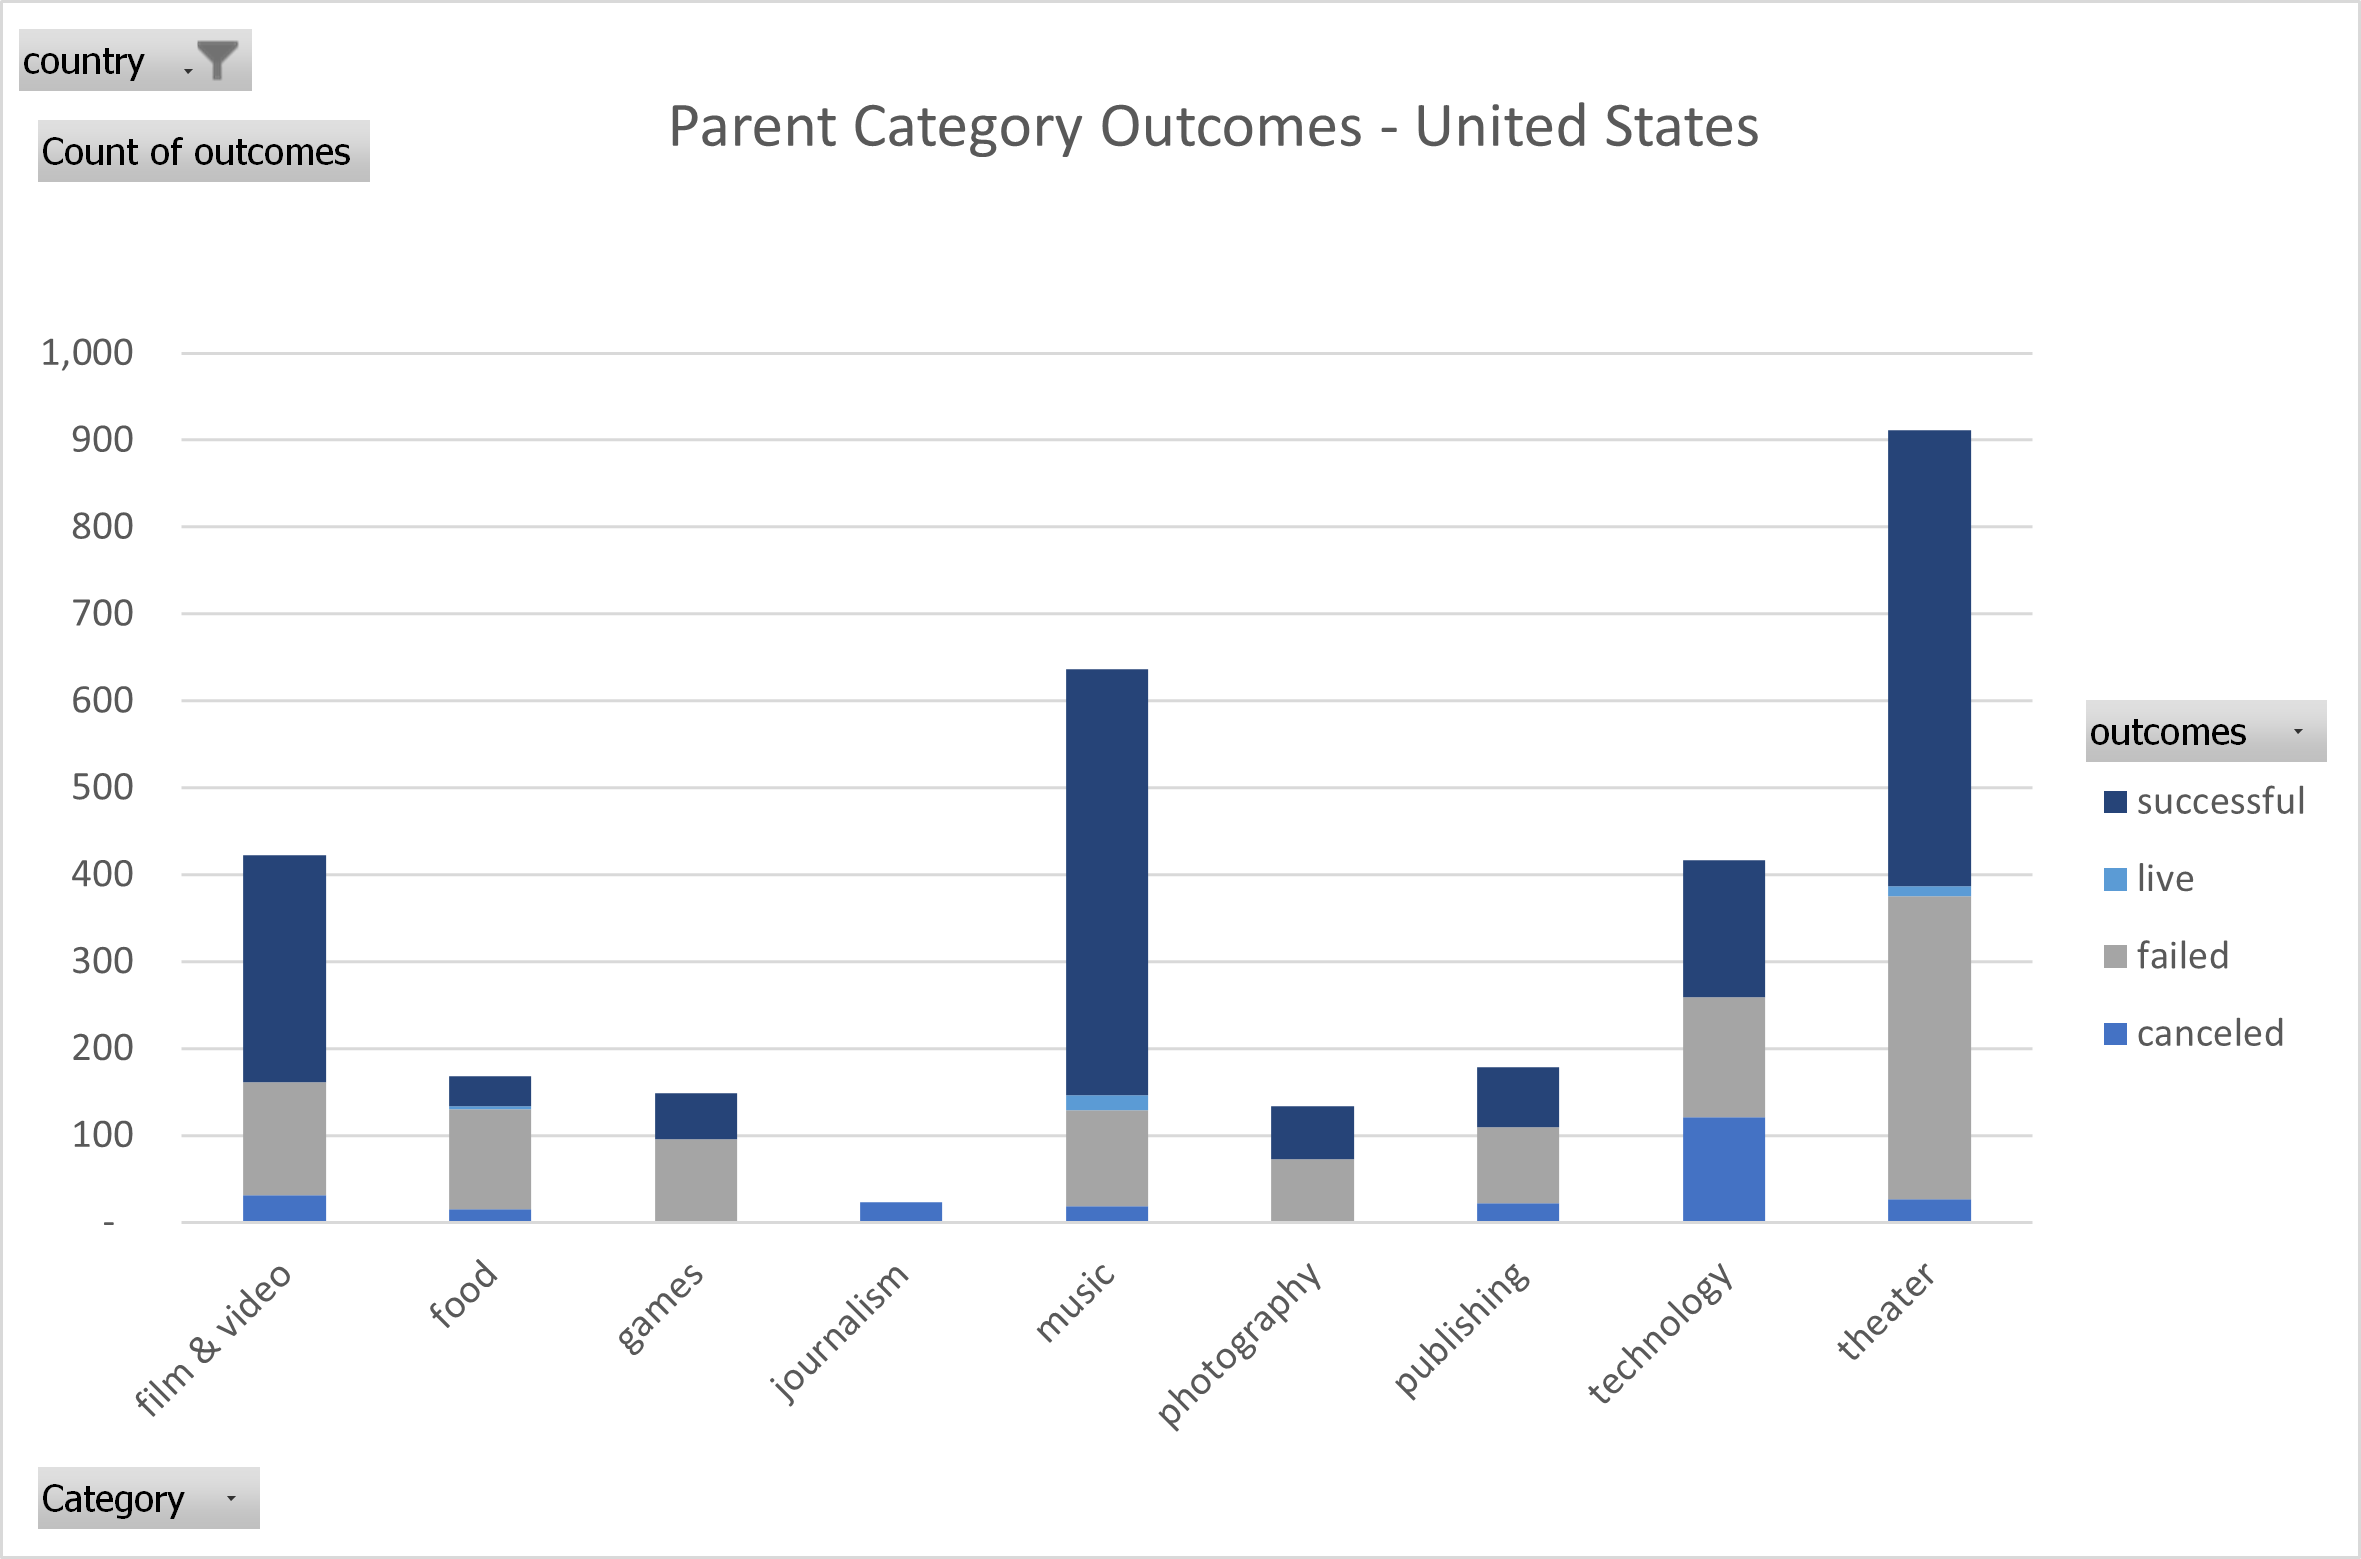 country
Count of outcomes
Parent Category Outcomes - United States
1,000
900
800
700
600
500
400
300
200
100
-
film & video
food
games
journalism
music
photography
publishing
technology
theater
outcomes
successful
live
failed
canceled
Category